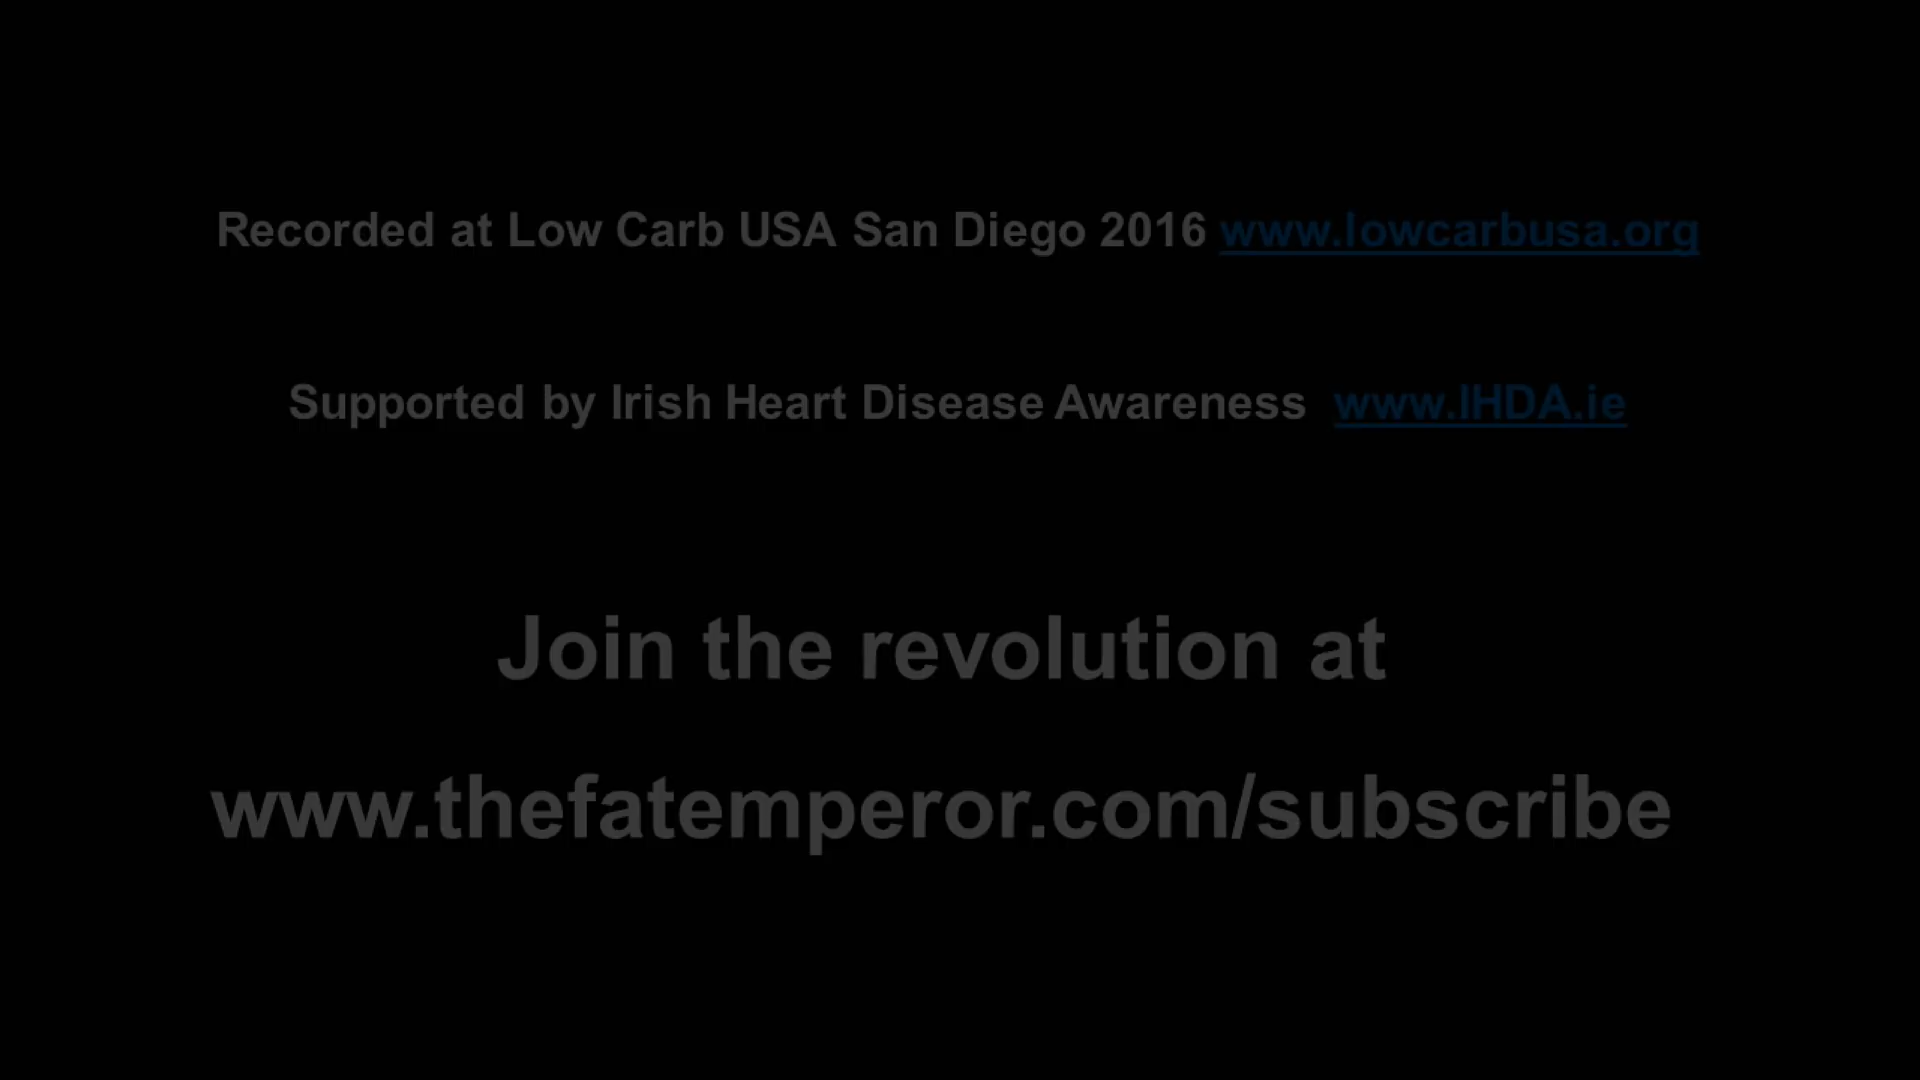 Recorded at Low Carb USA San Diego 2016 www.lowcarbusa.org
Supported by Irish Heart Disease Awareness www.IHDA.ie
Join the revolution at
www.thefatemperor.com/subscribe